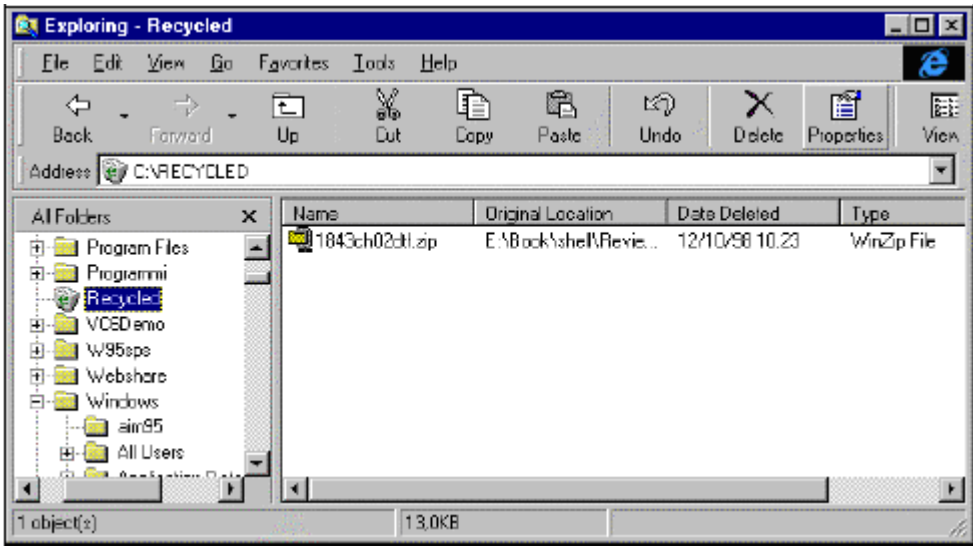 Exploring - Recycled
File Edit View Go Favorites Tools Help
Back Forward Up Cut Copy Paste Undo Delete Properties View
Address C:\RECYCLED
All Folders
Name Original Location Date Deleted Type
Program Files
1843ch02dtl.zip E:\Book\shell\Revie... 12/10/98 10.23 WinZip File
Programmi
Recycled
VC6Demo
W95sps
Webshare
Windows
aim95
All Users
1 object(s) 13,0KB